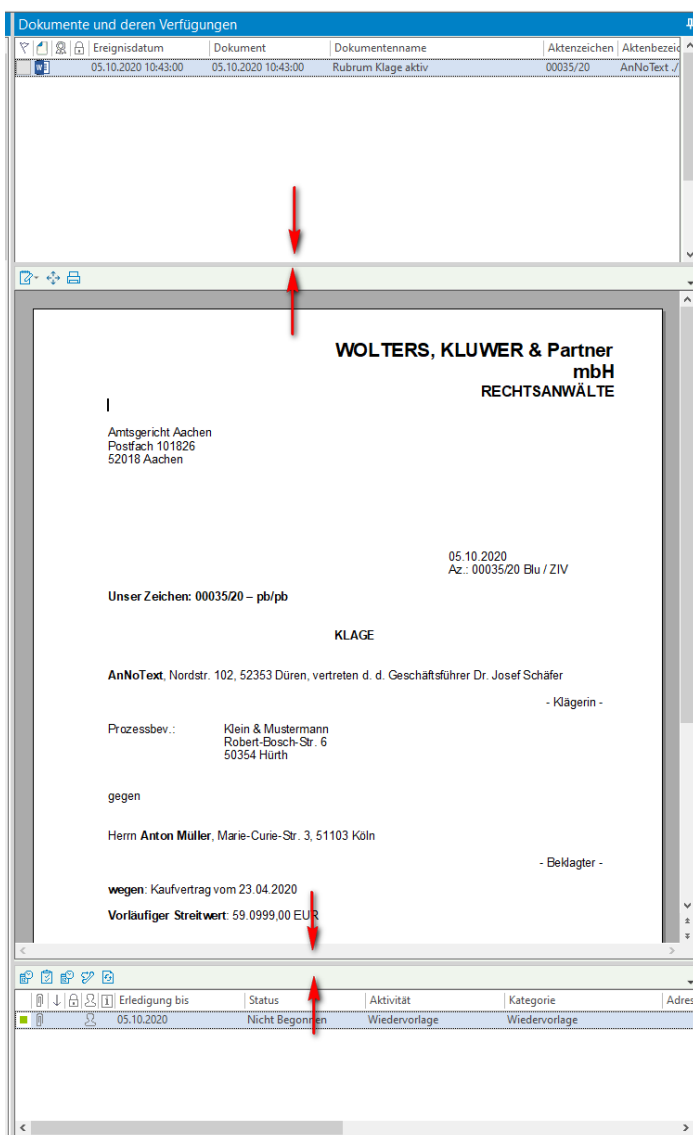 Dokumente und deren Verfügungen
Ereignisdatum Dokument Dokumentenname Aktenzeichen Aktenbezeic
05.10.2020 10:43:00 05.10.2020 10:43:00 Rubrum Klage aktiv 00035/20 AnNoText ./
WOLTERS, KLUWER & Partner
mbH
RECHTSANWÄLTE
Amtsgericht Aachen
Postfach 101826
52018 Aachen
05.10.2020
Az.: 00035/20 Blu / ZIV
Unser Zeichen: 00035/20 – pb/pb
KLAGE
AnNoText, Nordstr. 102, 52353 Düren, vertreten d. d. Geschäftsführer Dr. Josef Schäfer
- Klägerin -
Prozessbev.: Klein & Mustermann
Robert-Bosch-Str. 6
50354 Hürth
gegen
Herrn Anton Müller, Marie-Curie-Str. 3, 51103 Köln
- Beklagter -
wegen: Kaufvertrag vom 23.04.2020
Vorläufiger Streitwert: 59.0999,00 EUR
Erledigung bis Status Aktivität Kategorie Adres
05.10.2020 Nicht Begonnen Wiedervorlage Wiedervorlage